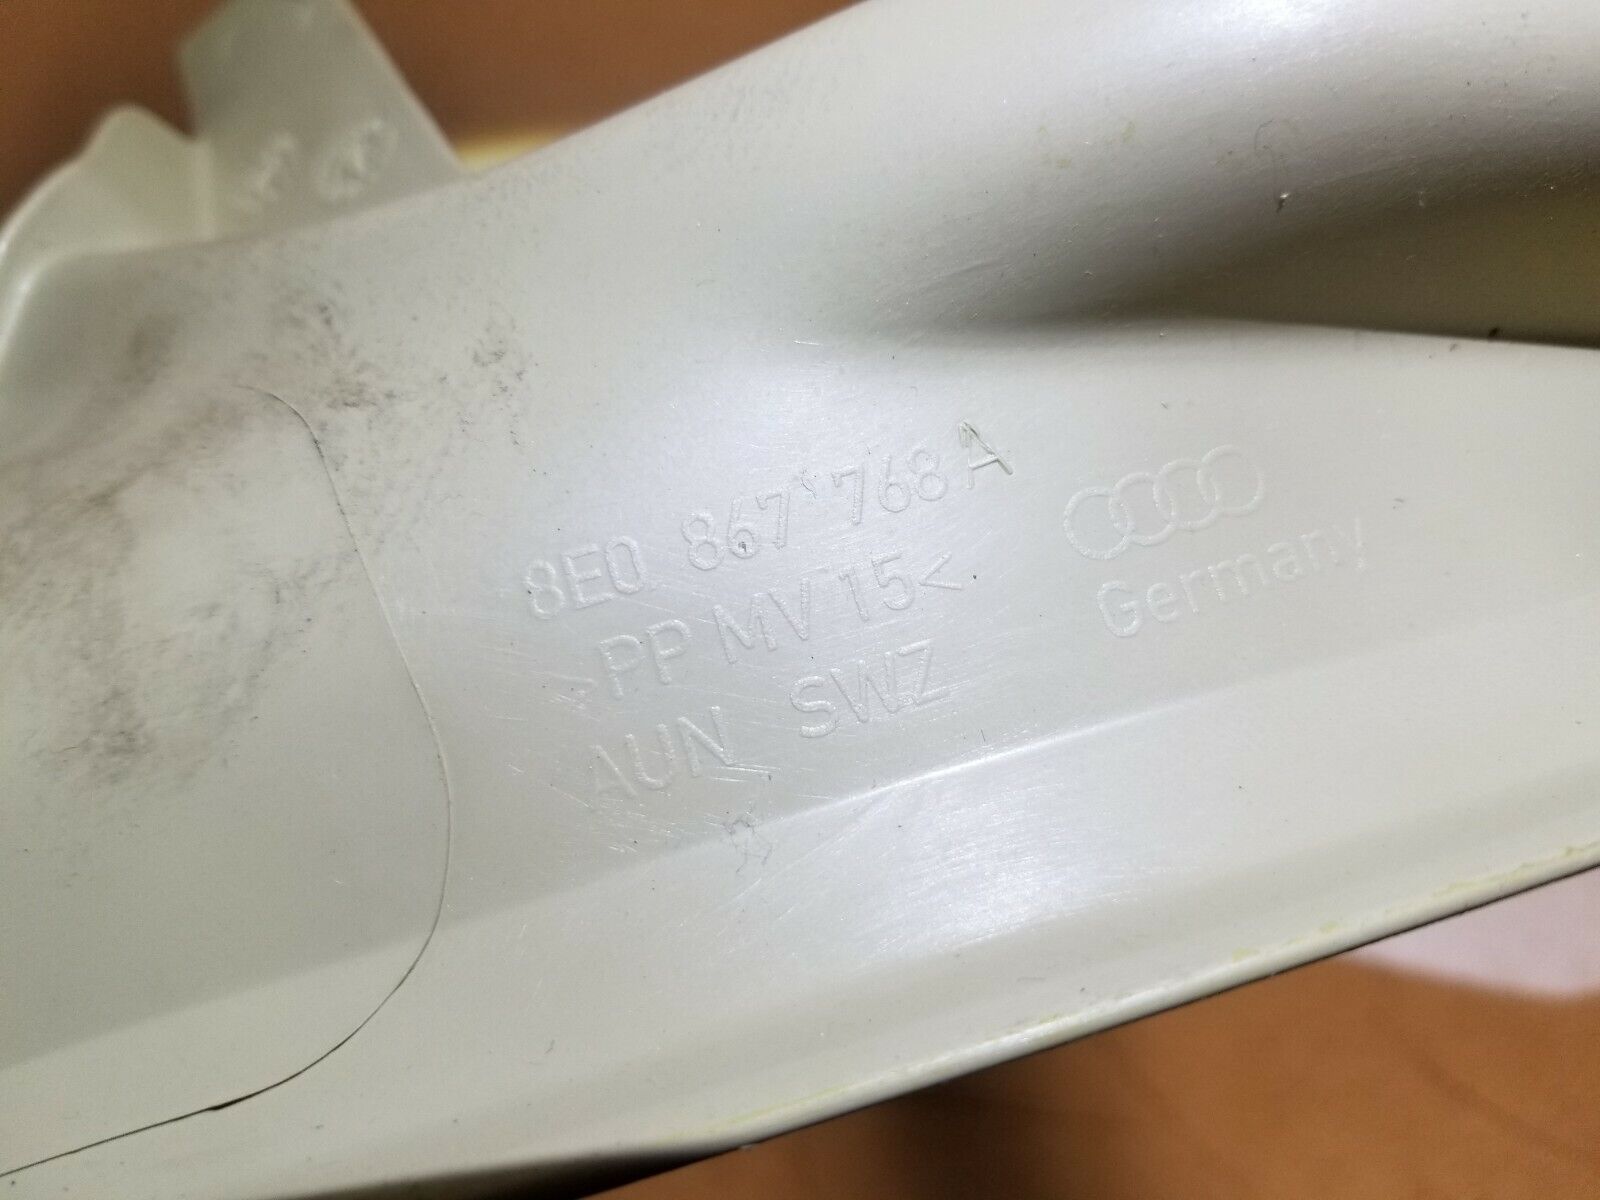 8E0 867 768 A
>PP MV 15<
AUN SWZ
Germany